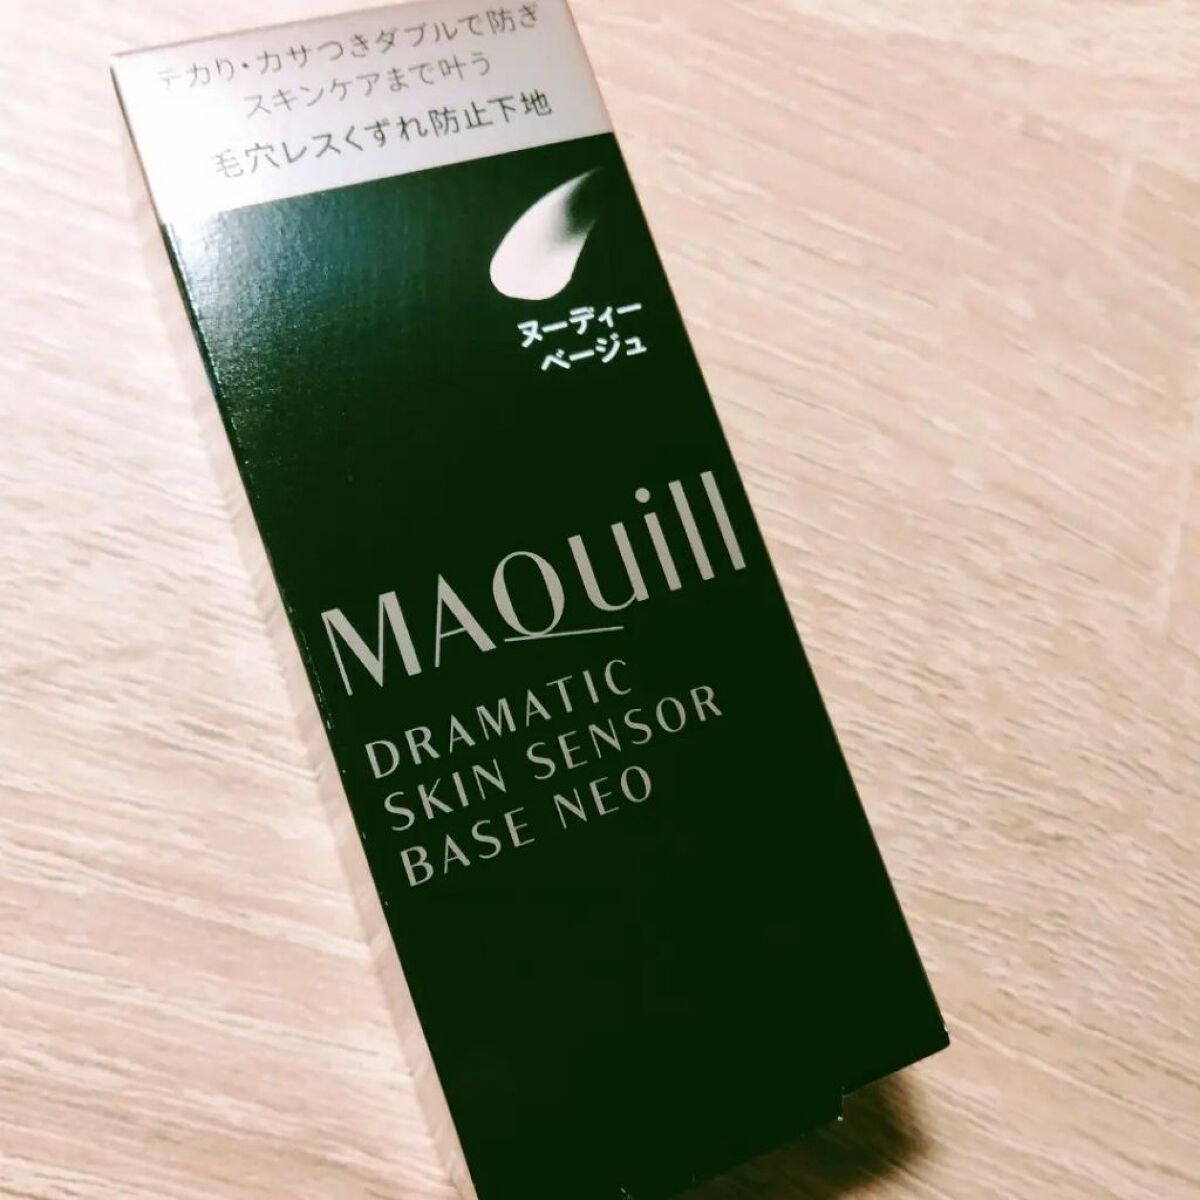 テカり・カサつきダブルで防ぎ
スキンケアまで叶う
毛穴レスくずれ防止下地
ヌーディー
ベージュ
MAQuill
DRAMATIC
SKIN SENSOR
BASE NEO